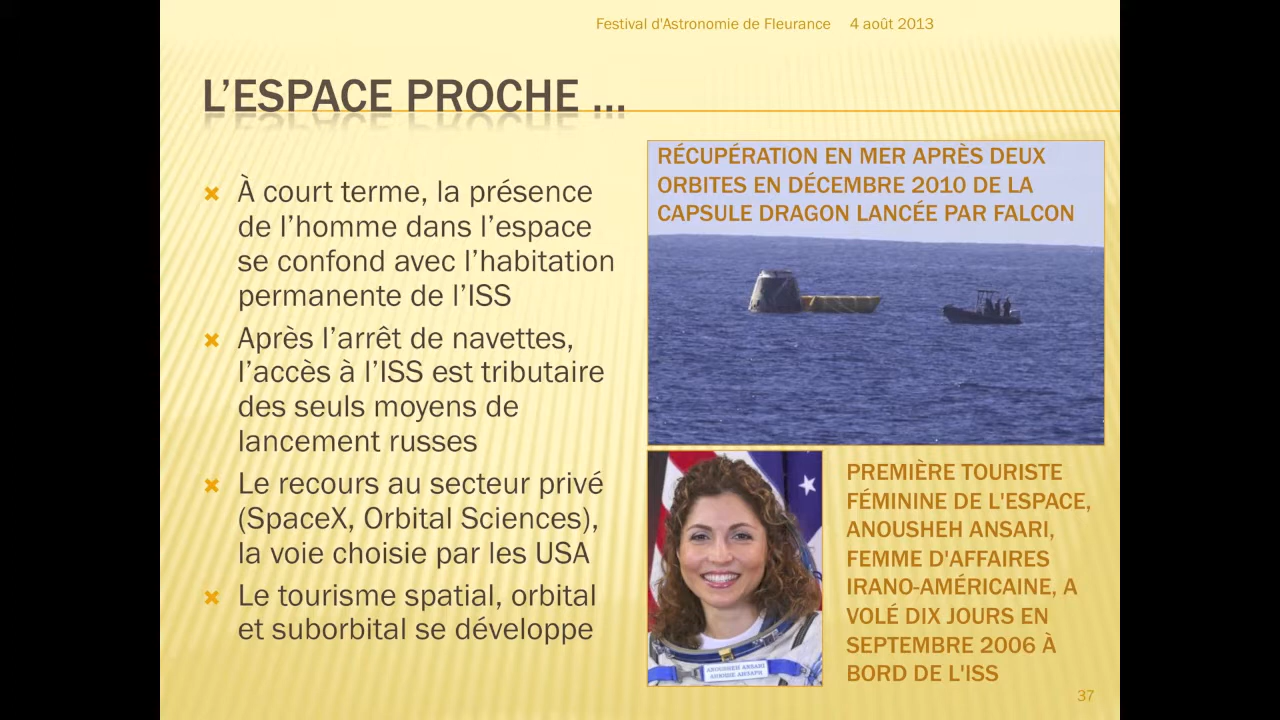 Festival d'Astronomie de Fleurance 4 août 2013
L’ESPACE PROCHE ...
À court terme, la présence
de l’homme dans l’espace
se confond avec l’habitation
permanente de l’ISS
Après l’arrêt de navettes,
l’accès à l’ISS est tributaire
des seuls moyens de
lancement russes
Le recours au secteur privé
(SpaceX, Orbital Sciences),
la voie choisie par les USA
Le tourisme spatial, orbital
et suborbital se développe
RÉCUPÉRATION EN MER APRÈS DEUX
ORBITES EN DÉCEMBRE 2010 DE LA
CAPSULE DRAGON LANCÉE PAR FALCON
ANOUSHEH ANSARI
PREMIÈRE TOURISTE
FÉMININE DE L'ESPACE,
ANOUSHEH ANSARI,
FEMME D'AFFAIRES
IRANO-AMÉRICAINE, A
VOLÉ DIX JOURS EN
SEPTEMBRE 2006 À
BORD DE L'ISS
37